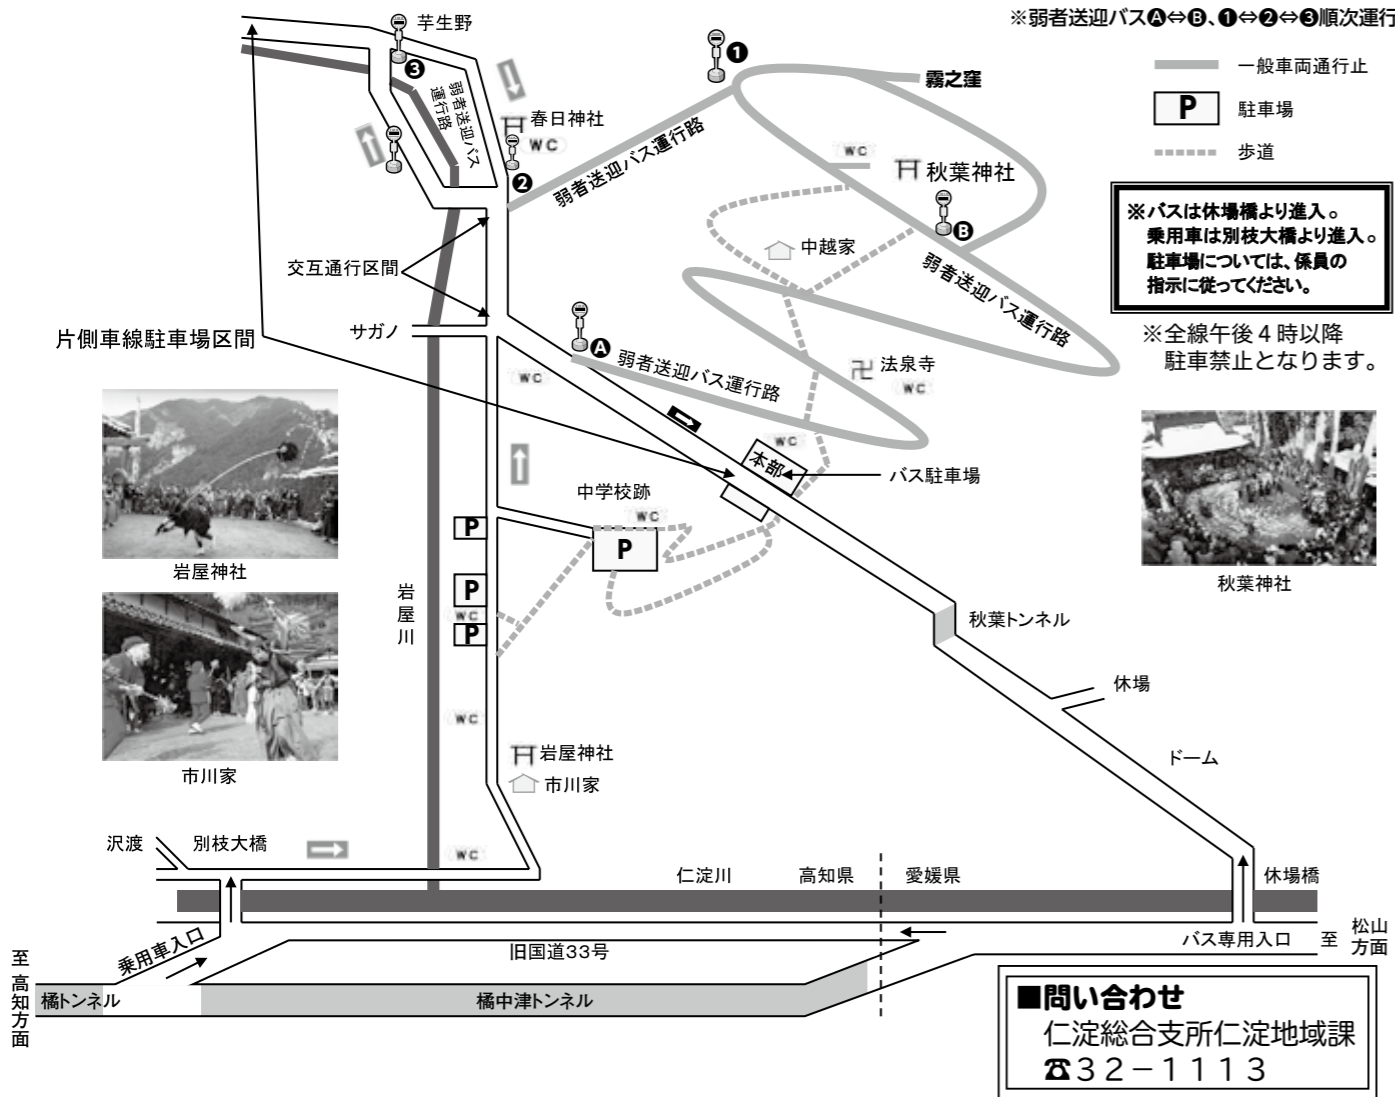 ※弱者送迎バスⒶ⇔Ⓑ、❶⇔❷⇔❸順次運行
一般車両通行止
P 駐車場
歩道
※バスは休場橋より進入。
乗用車は別枝大橋より進入。
駐車場については、係員の
指示に従ってください。
※全線午後4時以降
駐車禁止となります。
芋生野
❸
弱者送迎バス
運行路
春日神社
WC
❷
❶
弱者送迎バス運行路
霧之窪
WC
秋葉神社
Ⓑ
中越家
弱者送迎バス運行路
交互通行区間
サガノ
片側車線駐車場区間
Ⓐ
弱者送迎バス運行路
WC
法泉寺
WC
WC
本部
バス駐車場
中学校跡
WC
P
P
P
WC
P
岩屋川
WC
岩屋神社
市川家
WC
岩屋神社
市川家
秋葉神社
秋葉トンネル
休場
ドーム
沢渡
別枝大橋
仁淀川
高知県
愛媛県
休場橋
乗用車入口
旧国道33号
バス専用入口
至 松山方面
至 高知方面
橘トンネル
橘中津トンネル
■問い合わせ
仁淀総合支所仁淀地域課
☎32－1113